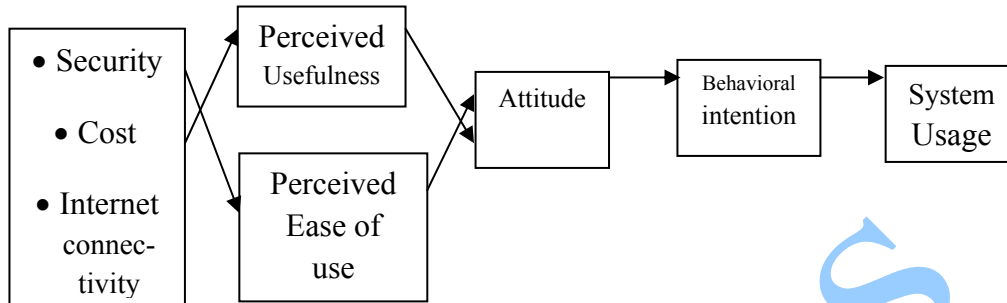 • Security
• Cost
• Internet
connec-
tivity
Perceived
Usefulness
Perceived
Ease of
use
Attitude
Behavioral
intention
System
Usage
S